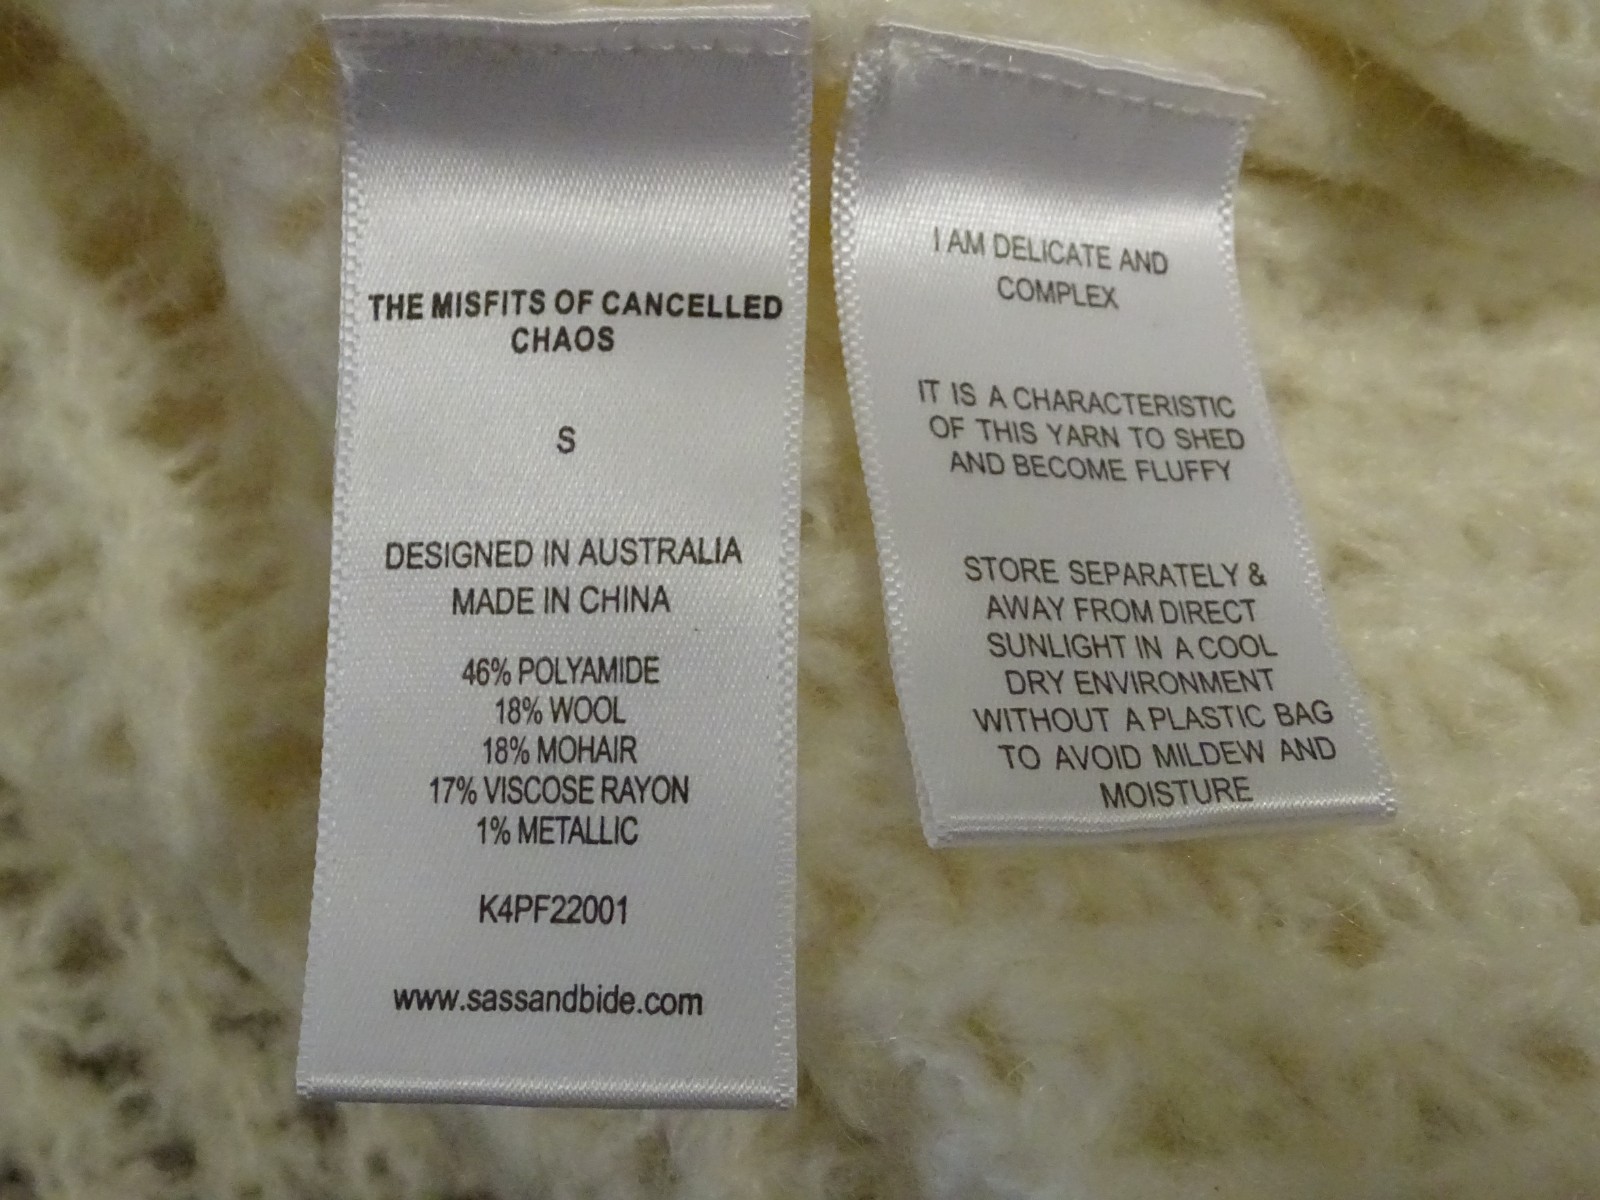 THE MISFITS OF CANCELLED
CHAOS
S
DESIGNED IN AUSTRALIA
MADE IN CHINA
46% POLYAMIDE
18% WOOL
18% MOHAIR
17% VISCOSE RAYON
1% METALLIC
K4PF22001
www.sassandbide.com
I AM DELICATE AND
COMPLEX
IT IS A CHARACTERISTIC
OF THIS YARN TO SHED
AND BECOME FLUFFY
STORE SEPARATELY &
AWAY FROM DIRECT
SUNLIGHT IN A COOL
DRY ENVIRONMENT
WITHOUT A PLASTIC BAG
TO AVOID MILDEW AND
MOISTURE